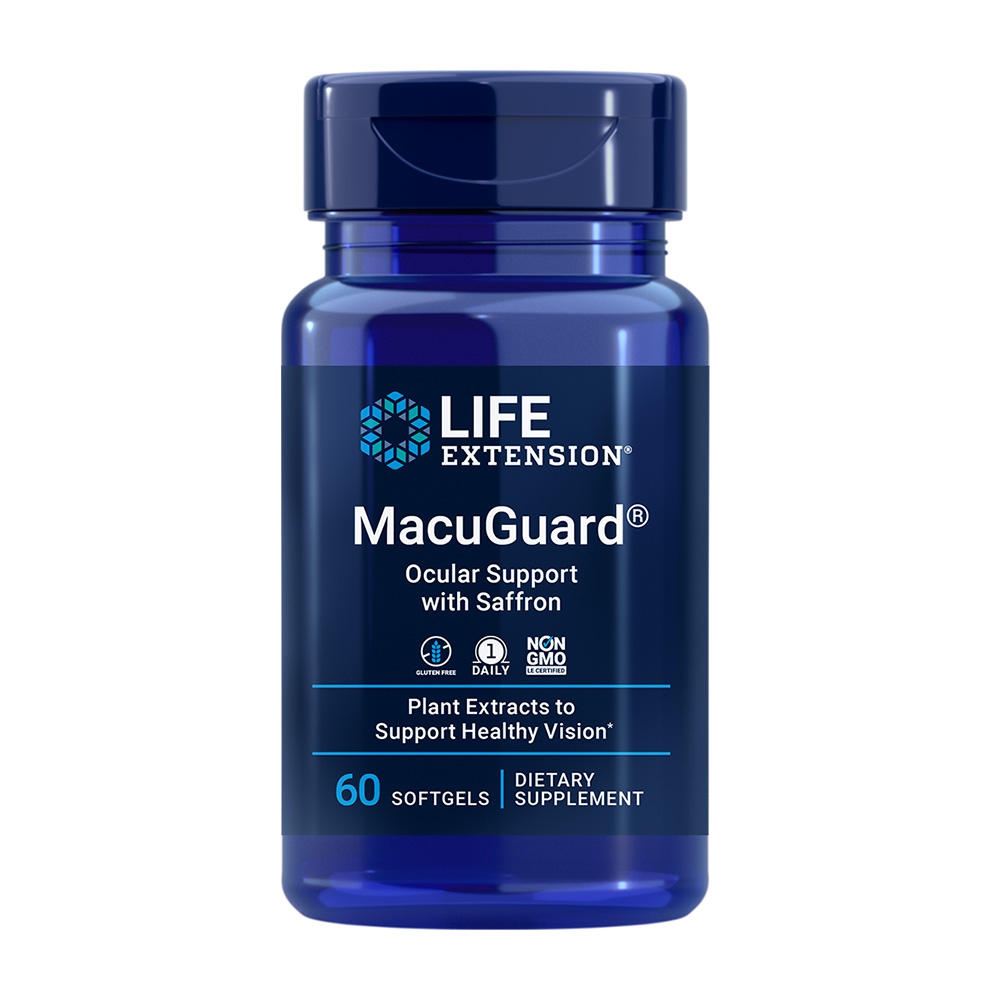 LIFE
EXTENSION®
MacuGuard®
Ocular Support
with Saffron
GLUTEN FREE
1
DAILY
NON
GMO
LE CERTIFIED
Plant Extracts to
Support Healthy Vision*
60 SOFTGELS
DIETARY
SUPPLEMENT